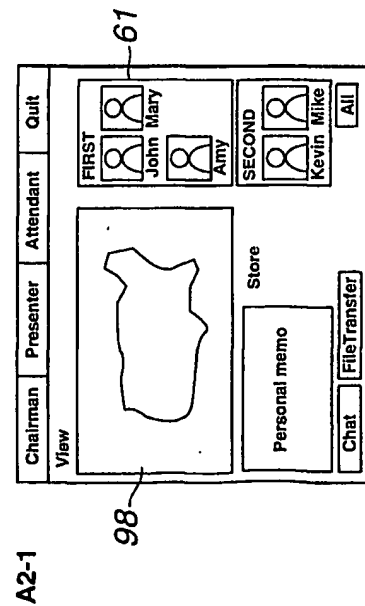 A2-1
Chairman Presenter Attendant Quit
View
98
FIRST
John Mary
Amy
61
SECOND
Kevin Mike
Store
Personal memo
All
Chat FileTransfer